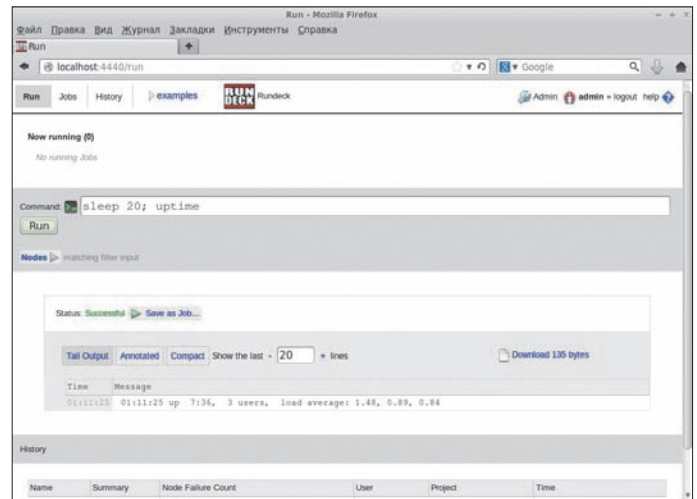 Run - Mozilla Firefox
Файл Правка Вид Журнал Закладки Инструменты Справка
Run
localhost:4440/run
Google
Run Jobs History examples RUN DECK Rundeck Admin admin » logout help
Now running (0)
No running Jobs
Command: sleep 20; uptime
Run
Nodes matching filter input
Status: Successful Save as Job...
Tail Output Annotated Compact Show the last - 20 + lines Download 135 bytes
Time Message
01:11:25 01:11:25 up 7:36, 3 users, load average: 1.48, 0.89, 0.84
History
Name Summary Node Failure Count User Project Time